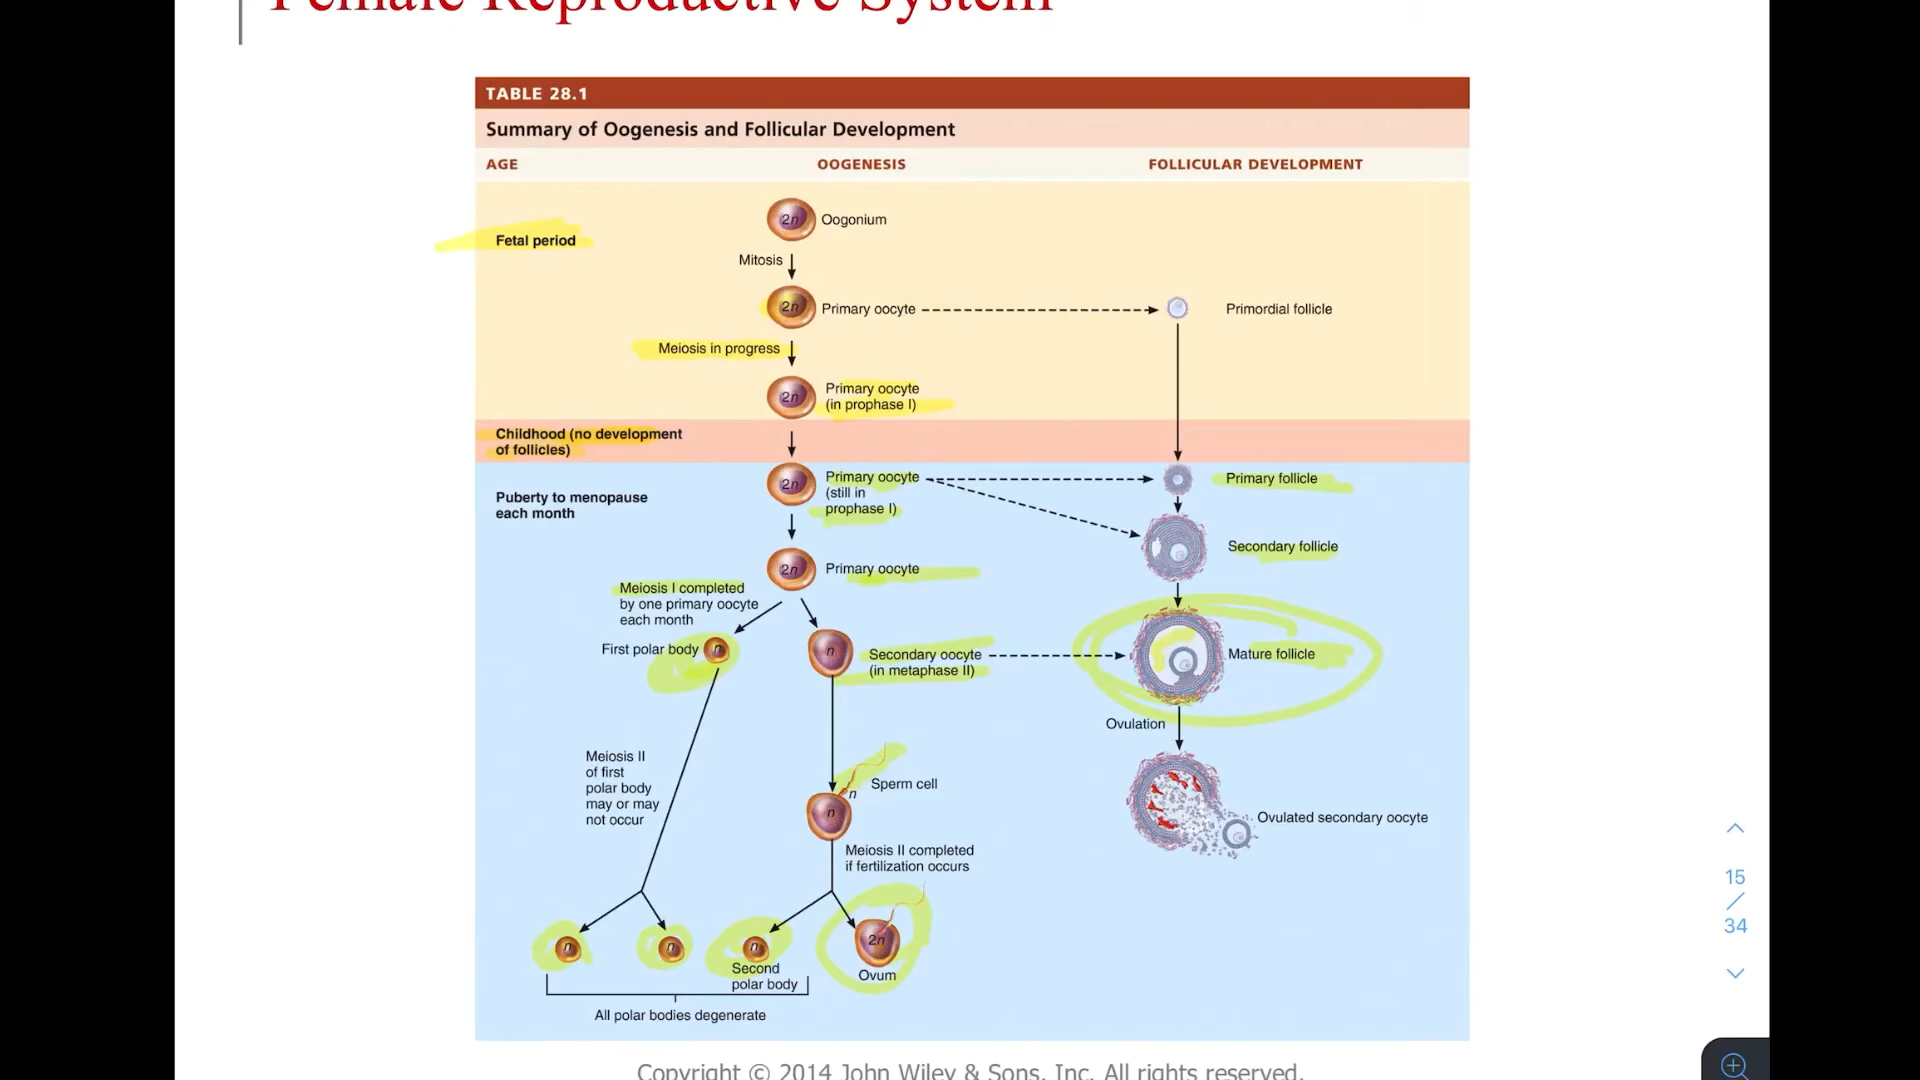 Female Reproductive System
TABLE 28.1
Summary of Oogenesis and Follicular Development
AGE OOGENESIS FOLLICULAR DEVELOPMENT
2n Oogonium
Fetal period
Mitosis
2n Primary oocyte Primordial follicle
Meiosis in progress
2n Primary oocyte
(in prophase I)
Childhood (no development
of follicles)
2n Primary oocyte Primary follicle
(still in
prophase I)
Puberty to menopause
each month
Secondary follicle
2n Primary oocyte
Meiosis I completed
by one primary oocyte
each month
First polar body n
n Secondary oocyte
(in metaphase II)
Mature follicle
Ovulation
Meiosis II
of first
polar body
may or may
not occur
Sperm cell
n
n
Ovulated secondary oocyte
Meiosis II completed
if fertilization occurs
n n n 2n
Second
polar body
Ovum
All polar bodies degenerate
Copyright © 2014 John Wiley & Sons, Inc. All rights reserved.
15
/
34